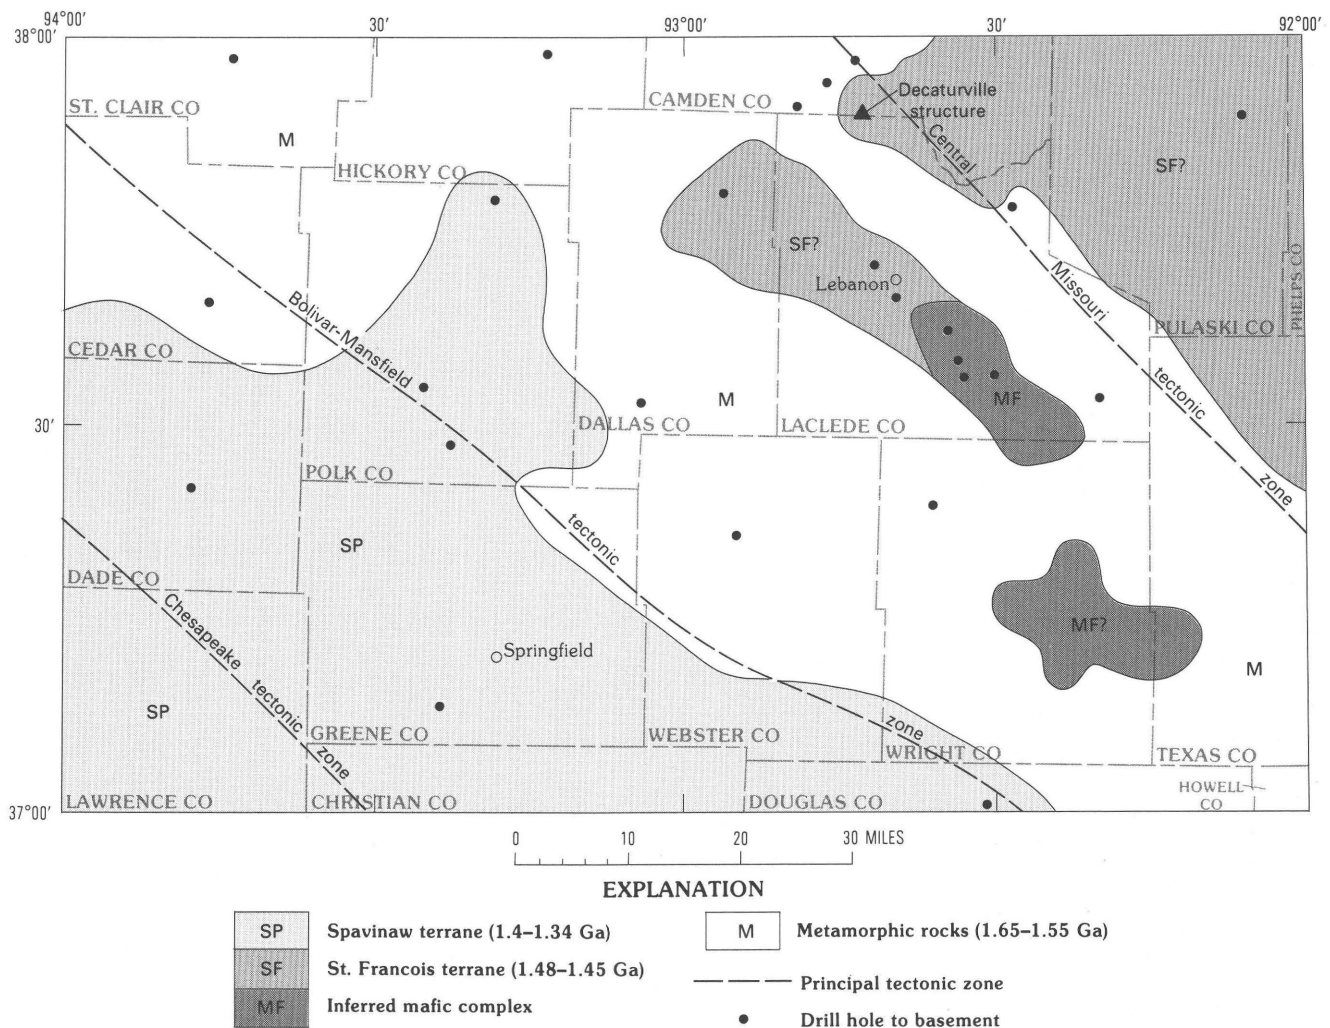 94°00'
30'
93°00'
30'
92°00'
38°00'
ST. CLAIR CO
M
HICKORY CO
CAMDEN CO
Decaturville
structure
Central
Missouri
tectonic
zone
SF?
SF?
Lebanon
PHELPS CO
PULASKI CO
Bolivar-Mansfield
tectonic
zone
CEDAR CO
MF
M
30'
DALLAS CO
LACLEDE CO
POLK CO
SP
DADE CO
Chesapeake
tectonic
zone
Springfield
MF?
M
SP
GREENE CO
WEBSTER CO
WRIGHT CO
TEXAS CO
HOWELL
CO
LAWRENCE CO
CHRISTIAN CO
DOUGLAS CO
37°00'
0 10 20 30 MILES
EXPLANATION
SP Spavinaw terrane (1.4–1.34 Ga)
SF St. Francois terrane (1.48–1.45 Ga)
MF Inferred mafic complex
M Metamorphic rocks (1.65–1.55 Ga)
Principal tectonic zone
Drill hole to basement